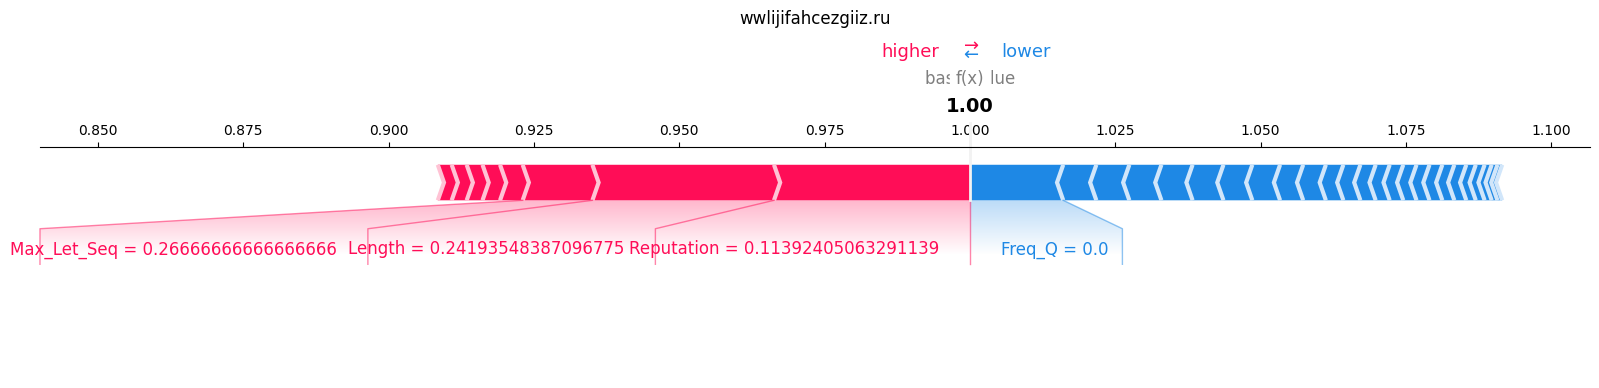 wwlijifahcezgiiz.ru
higher ⇄ lower
bas f(x) lue
1.00
0.850 0.875 0.900 0.925 0.950 0.975 1.000 1.025 1.050 1.075 1.100
Max_Let_Seq = 0.26666666666666666 Length = 0.24193548387096775 Reputation = 0.11392405063291139 Freq_Q = 0.0